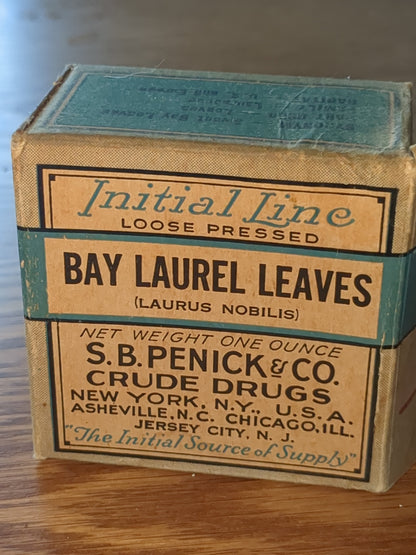 Initial Line
LOOSE PRESSED
BAY LAUREL LEAVES
(LAURUS NOBILIS)
NET WEIGHT ONE OUNCE
S.B. PENICK & CO.
CRUDE DRUGS
NEW YORK, N.Y., U.S.A.
ASHEVILLE, N.C. CHICAGO, ILL.
JERSEY CITY, N.J.
"The Initial Source of Supply"